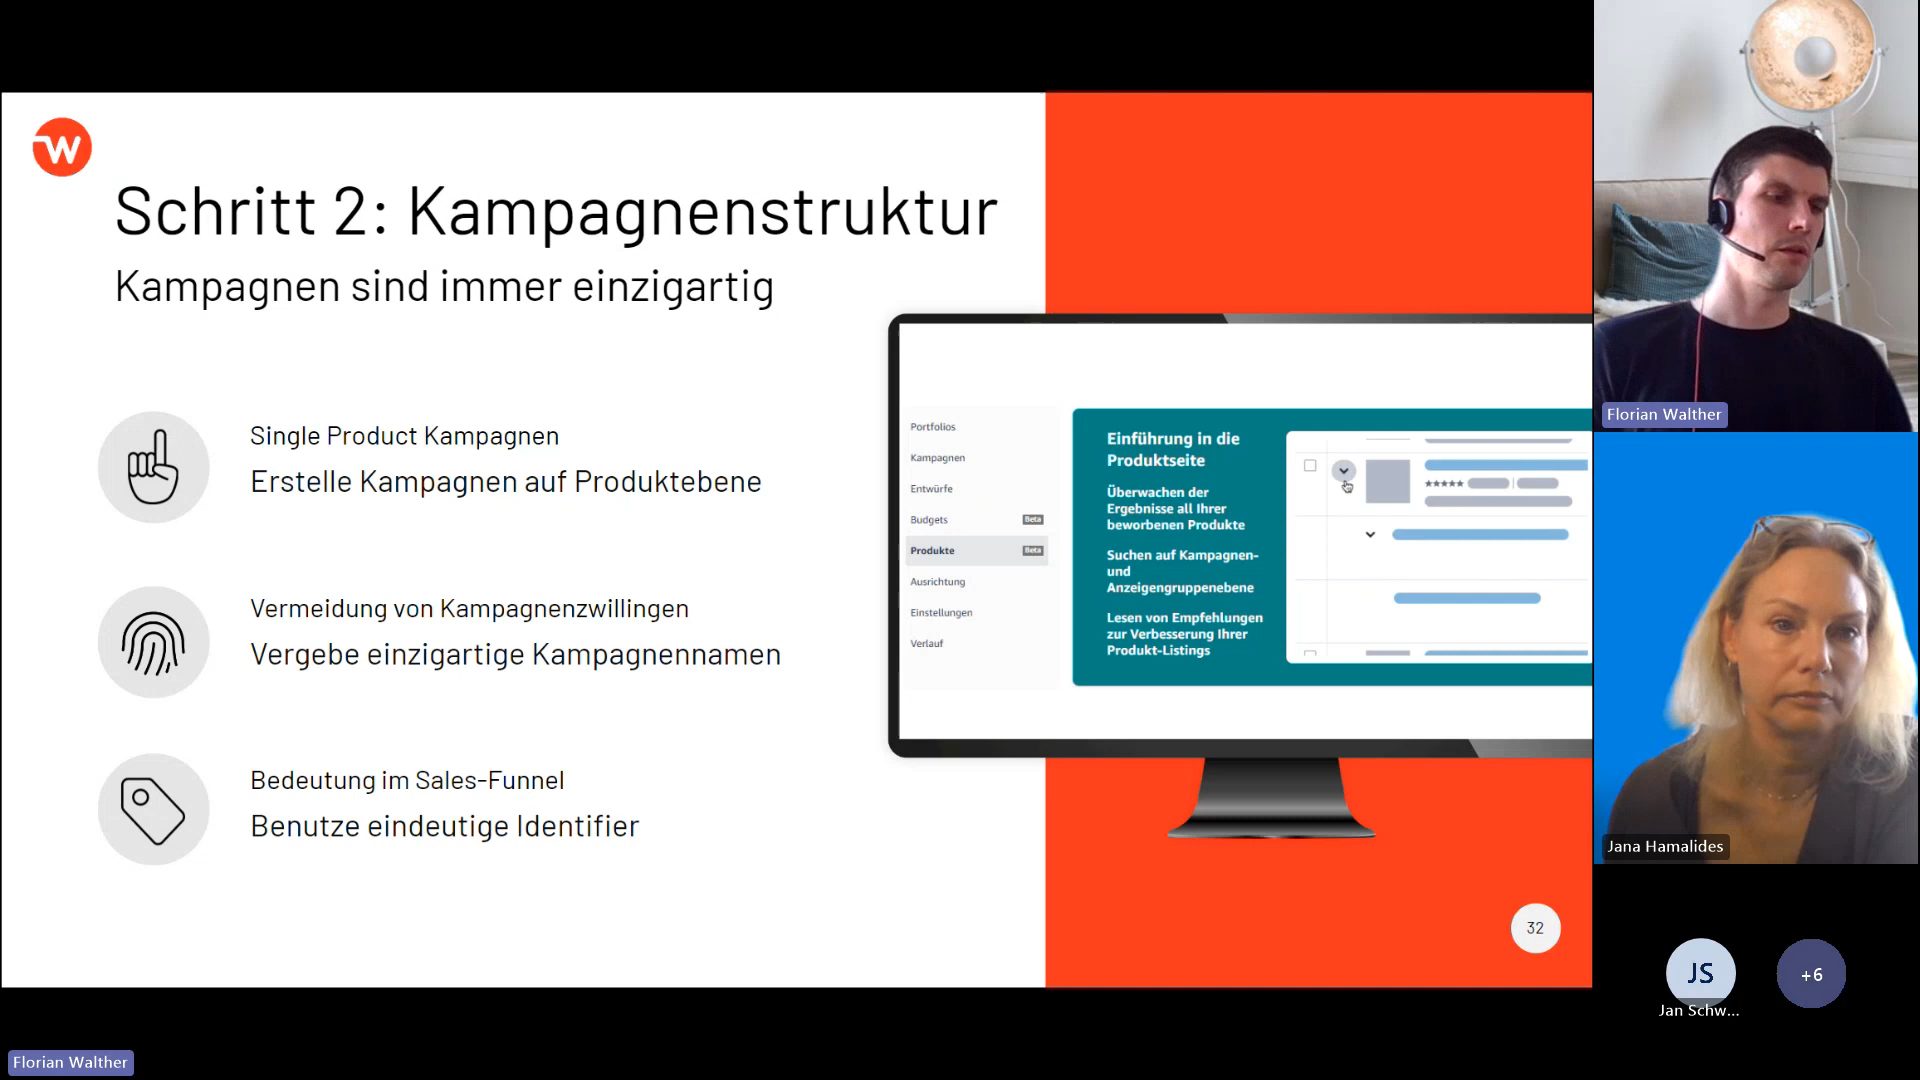 W
Schritt 2: Kampagnenstruktur
Kampagnen sind immer einzigartig
Single Product Kampagnen
Erstelle Kampagnen auf Produktebene
Vermeidung von Kampagnenzwillingen
Vergebe einzigartige Kampagnennamen
Bedeutung im Sales-Funnel
Benutze eindeutige Identifier
Portfolios
Kampagnen
Entwürfe
Budgets Beta
Produkte Beta
Ausrichtung
Einstellungen
Verlauf
Einführung in die
Produktseite
Überwachen der
Ergebnisse all Ihrer
beworbenen Produkte
Suchen auf Kampagnen-
und
Anzeigengruppenebene
Lesen von Empfehlungen
zur Verbesserung Ihrer
Produkt-Listings
32
Florian Walther
Jana Hamalides
JS
Jan Schw...
+6
Florian Walther